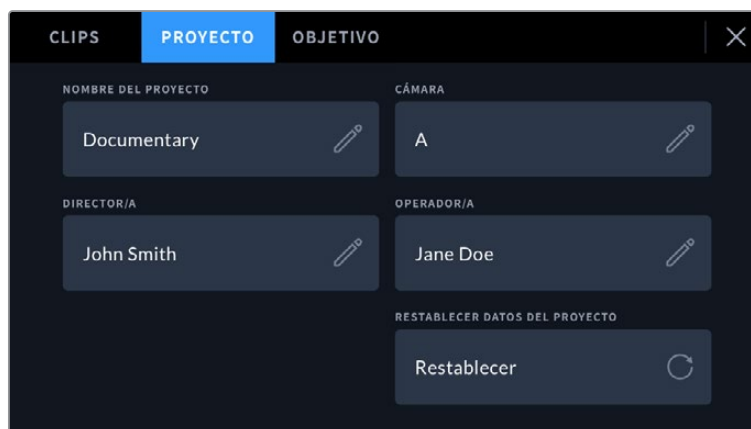 CLIPS PROYECTO OBJETIVO
NOMBRE DEL PROYECTO
Documentary
CÁMARA
A
DIRECTOR/A
John Smith
OPERADOR/A
Jane Doe
RESTABLECER DATOS DEL PROYECTO
Restablecer